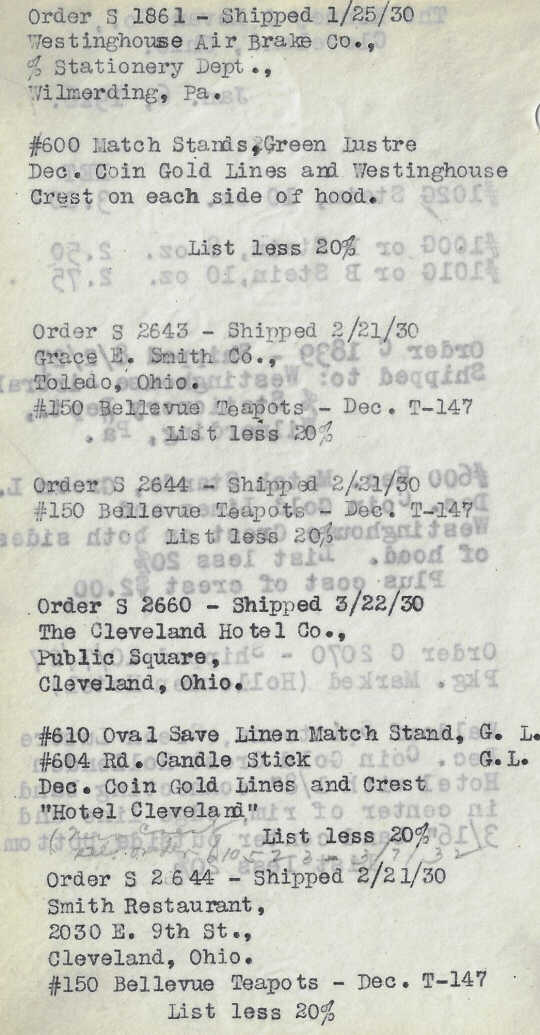 Order S 1861 - Shipped 1/25/30
Westinghouse Air Brake Co.,
% Stationery Dept.,
Wilmerding, Pa.
#600 Match Stands, Green Lustre
Dec. Coin Gold Lines and Westinghouse
Crest on each side of hood.
List less 20%
Order S 2643 - Shipped 2/21/30
Grace E. Smith Co.,
Toledo, Ohio.
#150 Bellevue Teapots - Dec. T-147
List less 20%
Order S 2644 - Shipped 2/21/30
#150 Bellevue Teapots - Dec. T-147
List less 20%
Order S 2660 - Shipped 3/22/30
The Cleveland Hotel Co.,
Public Square,
Cleveland, Ohio.
#610 Oval Save Linen Match Stand, G. L.
#604 Rd. Candle Stick G.L.
Dec. Coin Gold Lines and Crest
"Hotel Cleveland"
List less 20%
Order S 2644 - Shipped 2/21/30
Smith Restaurant,
2030 E. 9th St.,
Cleveland, Ohio.
#150 Bellevue Teapots - Dec. T-147
List less 20%